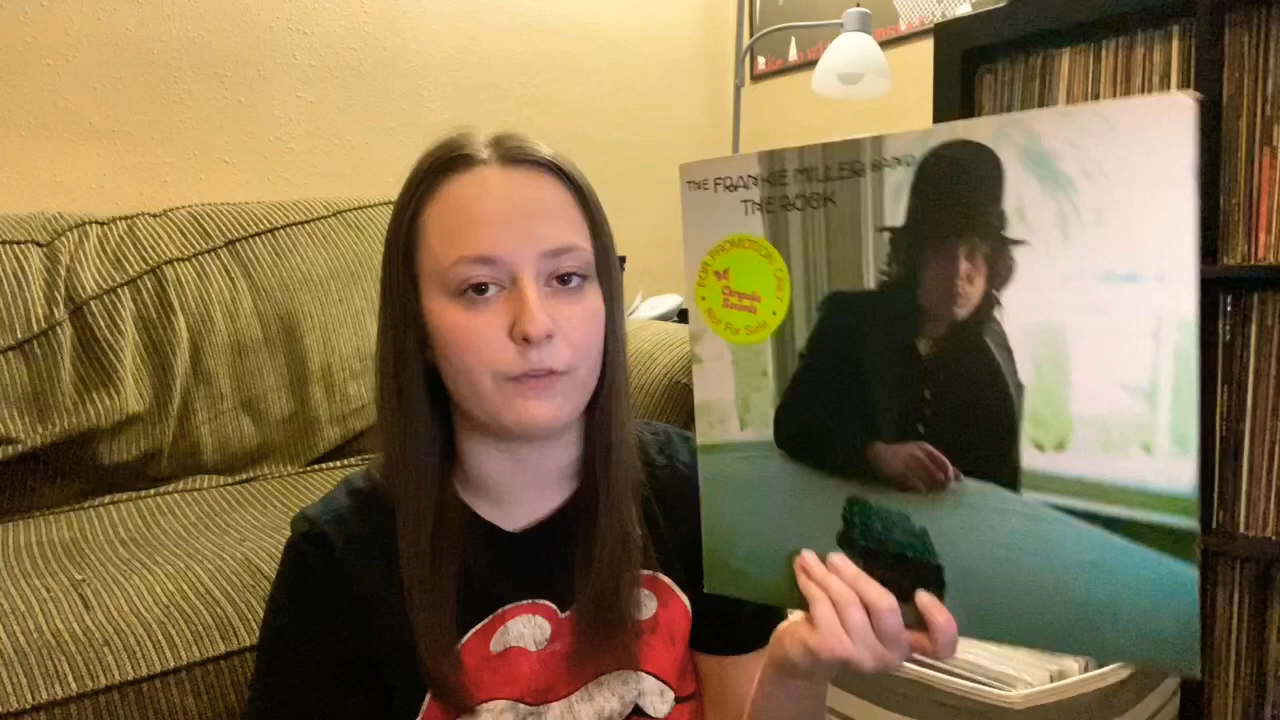 THE FRANKIE MILLER BAND
THE ROCK
FOR PROMOTION ONLY
Chrysalis
Records
Not For Sale!